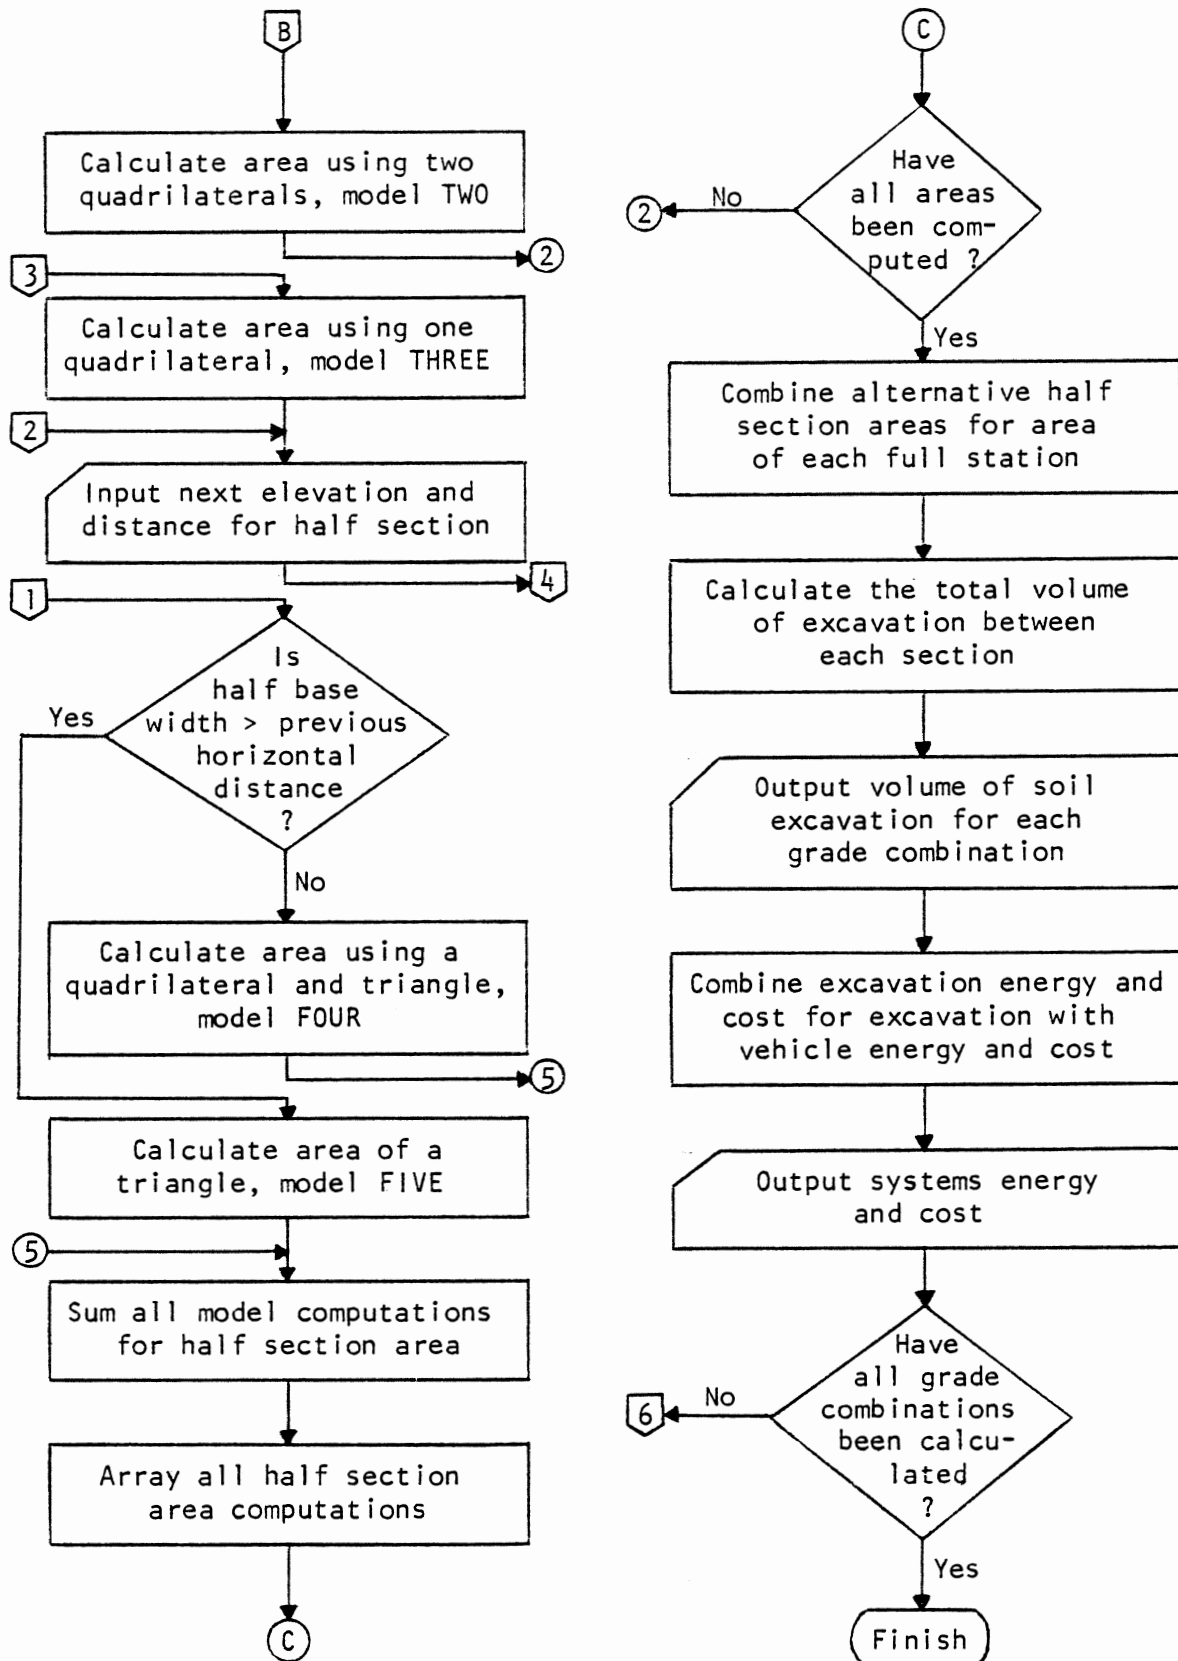 B
Calculate area using two
quadrilaterals, model TWO
2
3
Calculate area using one
quadrilateral, model THREE
2
Input next elevation and
distance for half section
4
1
Is
half base
width > previous
horizontal
distance
?
Yes
No
Calculate area using a
quadrilateral and triangle,
model FOUR
5
Calculate area of a
triangle, model FIVE
5
Sum all model computations
for half section area
Array all half section
area computations
C
C
Have
all areas
been com-
puted ?
No
2
Yes
Combine alternative half
section areas for area
of each full station
Calculate the total volume
of excavation between
each section
Output volume of soil
excavation for each
grade combination
Combine excavation energy and
cost for excavation with
vehicle energy and cost
Output systems energy
and cost
Have
all grade
combinations
been calcu-
lated
?
No
6
Yes
Finish